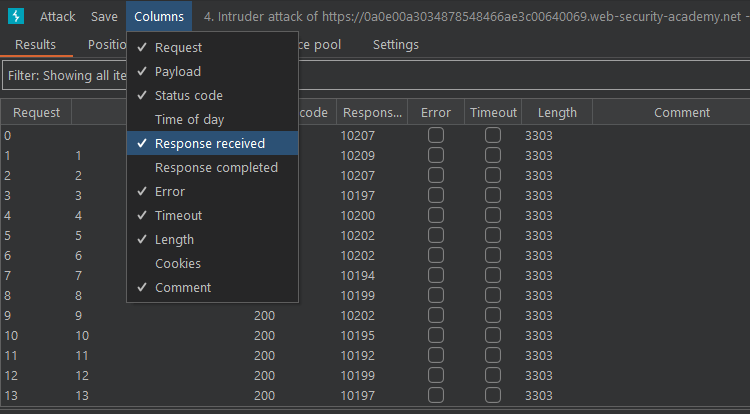 Attack Save Columns 4. Intruder attack of https://0a0e00a3034878548466ae3c00640069.web-security-academy.net -
Results Positio ce pool Settings
Request
Filter: Showing all ite
Payload
Status code
Request code Respons... Error Timeout Length Comment
Time of day
0 10207 3303
Response received
1 1 10209 3303
Response completed
2 2 10207 3303
Error
3 3 10197 3303
Timeout
4 4 10200 3303
Length
5 5 10202 3303
6 6 10202 3303
Cookies
7 7 10194 3303
Comment
8 8 10199 3303
9 9 200 10202 3303
10 10 200 10195 3303
11 11 200 10192 3303
12 12 200 10199 3303
13 13 200 10197 3303